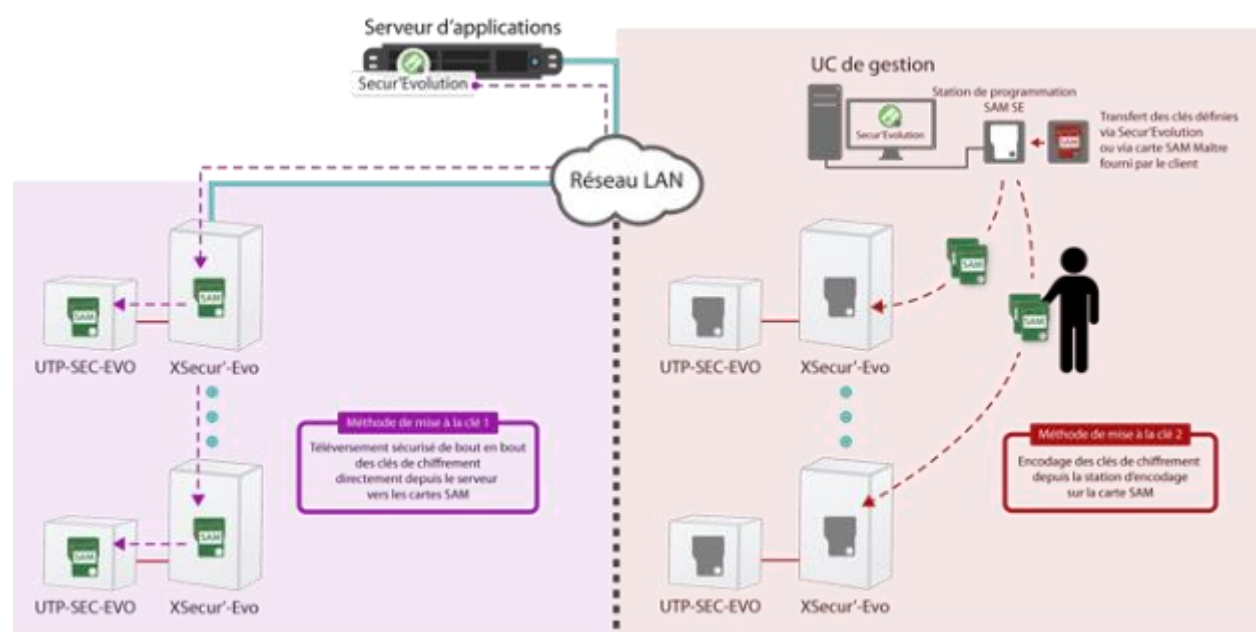 Serveur d'applications
Secur'Evolution
Réseau LAN
UC de gestion
Secur'Evolution
Station de programmation
SAM SE
SAM
Transfert des clés définies
via Secur'Evolution
ou via carte SAM Maître
fourni par le client
SAM
SAM
UTP-SEC-EVO
XSecur'-Evo
Méthode de mise à la clé 1
Téléversement sécurisé de bout en bout
des clés de chiffrement
directement depuis le serveur
vers les cartes SAM
SAM
SAM
UTP-SEC-EVO
XSecur'-Evo
SAM
SAM
UTP-SEC-EVO
XSecur'-Evo
Méthode de mise à la clé 2
Encodage des clés de chiffrement
depuis la station d'encodage
sur la carte SAM
UTP-SEC-EVO
XSecur'-Evo